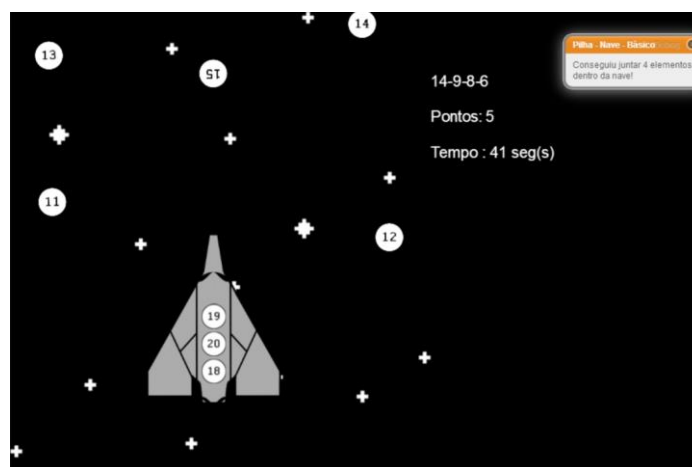 14
13
15
14-9-8-6
Pontos: 5
Tempo : 41 seg(s)
Pilha - Nave - Básico
Conseguiu juntar 4 elementos
dentro da nave!
11
12
19
20
18